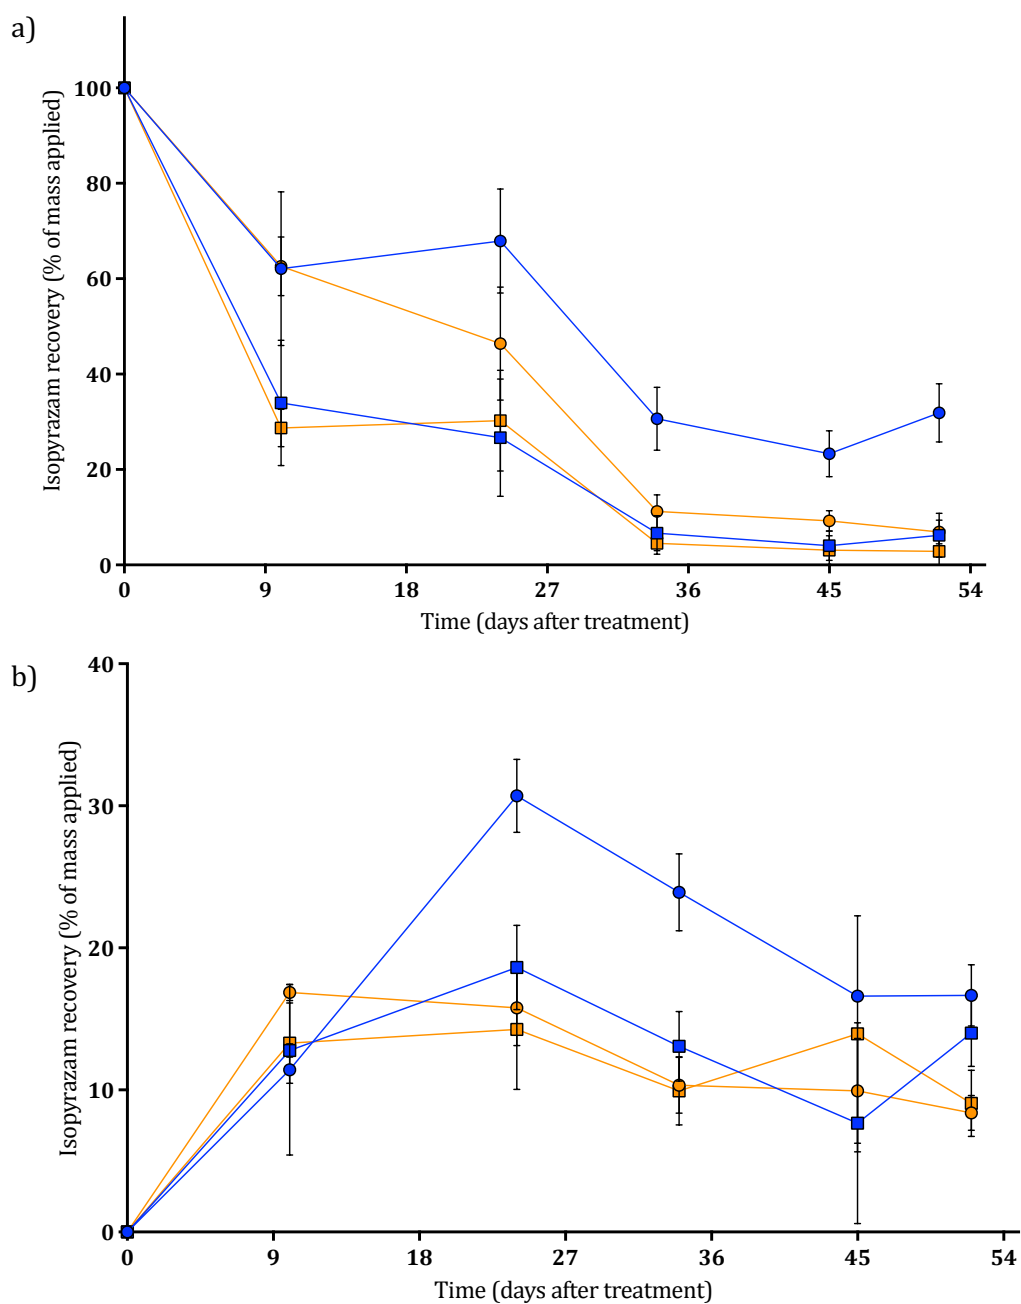 a)
Isopyrazam recovery (% of mass applied)
100
80
60
40
20
0
0 9 18 27 36 45 54
Time (days after treatment)
b)
Isopyrazam recovery (% of mass applied)
40
30
20
10
0
0 9 18 27 36 45 54
Time (days after treatment)